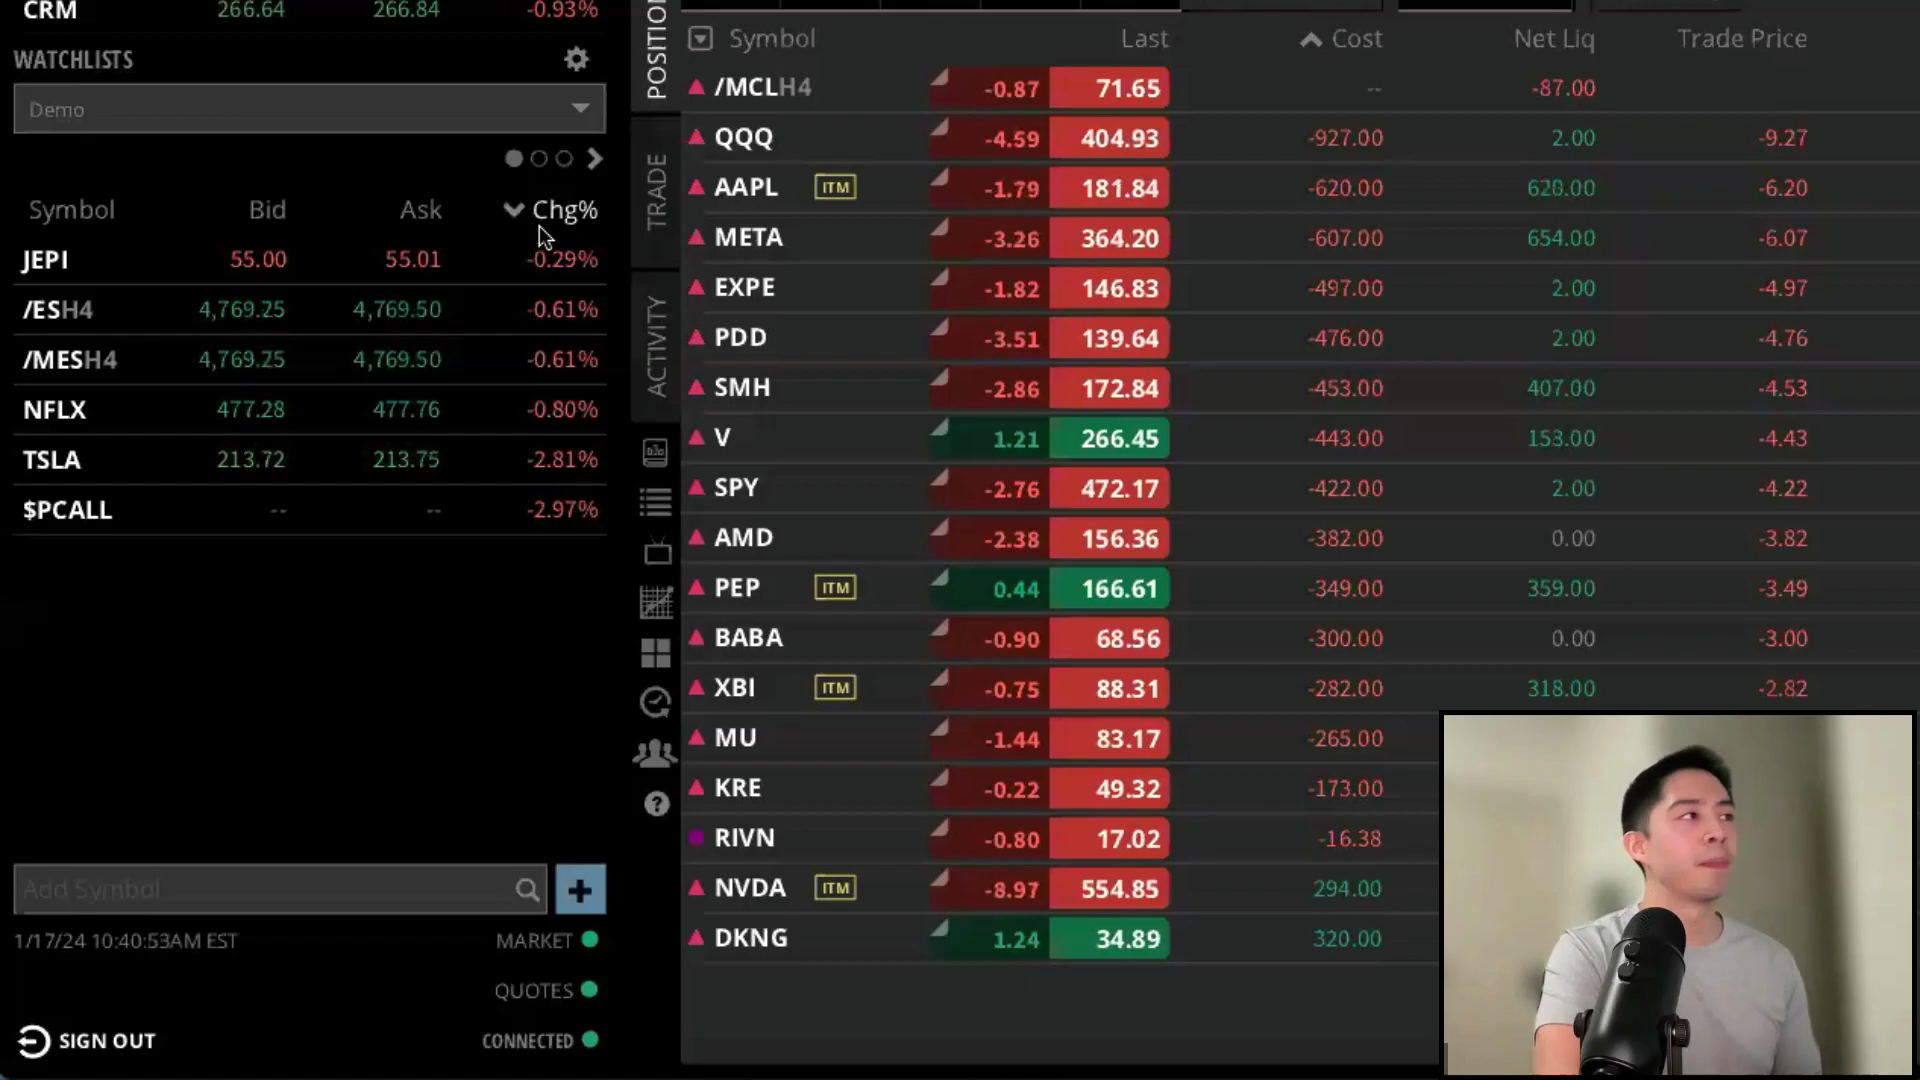 CRM 266.64 266.84 -0.93%
WATCHLISTS
Demo
Symbol Bid Ask Chg%
JEPI 55.00 55.01 -0.29%
/ESH4 4,769.25 4,769.50 -0.61%
/MESH4 4,769.25 4,769.50 -0.61%
NFLX 477.28 477.76 -0.80%
TSLA 213.72 213.75 -2.81%
$PCALL -- -- -2.97%
Add Symbol
1/17/24 10:40:53AM EST MARKET
QUOTES
SIGN OUT CONNECTED
TRADE
ACTIVITY
?
Symbol Last Cost Net Liq Trade Price
/MCLH4 -0.87 71.65 -- -87.00
QQQ -4.59 404.93 -927.00 2.00 -9.27
AAPL ITM -1.79 181.84 -620.00 628.00 -6.20
META -3.26 364.20 -607.00 654.00 -6.07
EXPE -1.82 146.83 -497.00 2.00 -4.97
PDD -3.51 139.64 -476.00 2.00 -4.76
SMH -2.86 172.84 -453.00 407.00 -4.53
V 1.21 266.45 -443.00 153.00 -4.43
SPY -2.76 472.17 -422.00 2.00 -4.22
AMD -2.38 156.36 -382.00 0.00 -3.82
PEP ITM 0.44 166.61 -349.00 359.00 -3.49
BABA -0.90 68.56 -300.00 0.00 -3.00
XBI ITM -0.75 88.31 -282.00 318.00 -2.82
MU -1.44 83.17 -265.00
KRE -0.22 49.32 -173.00
RIVN -0.80 17.02 -16.38
NVDA ITM -8.97 554.85 294.00
DKNG 1.24 34.89 320.00